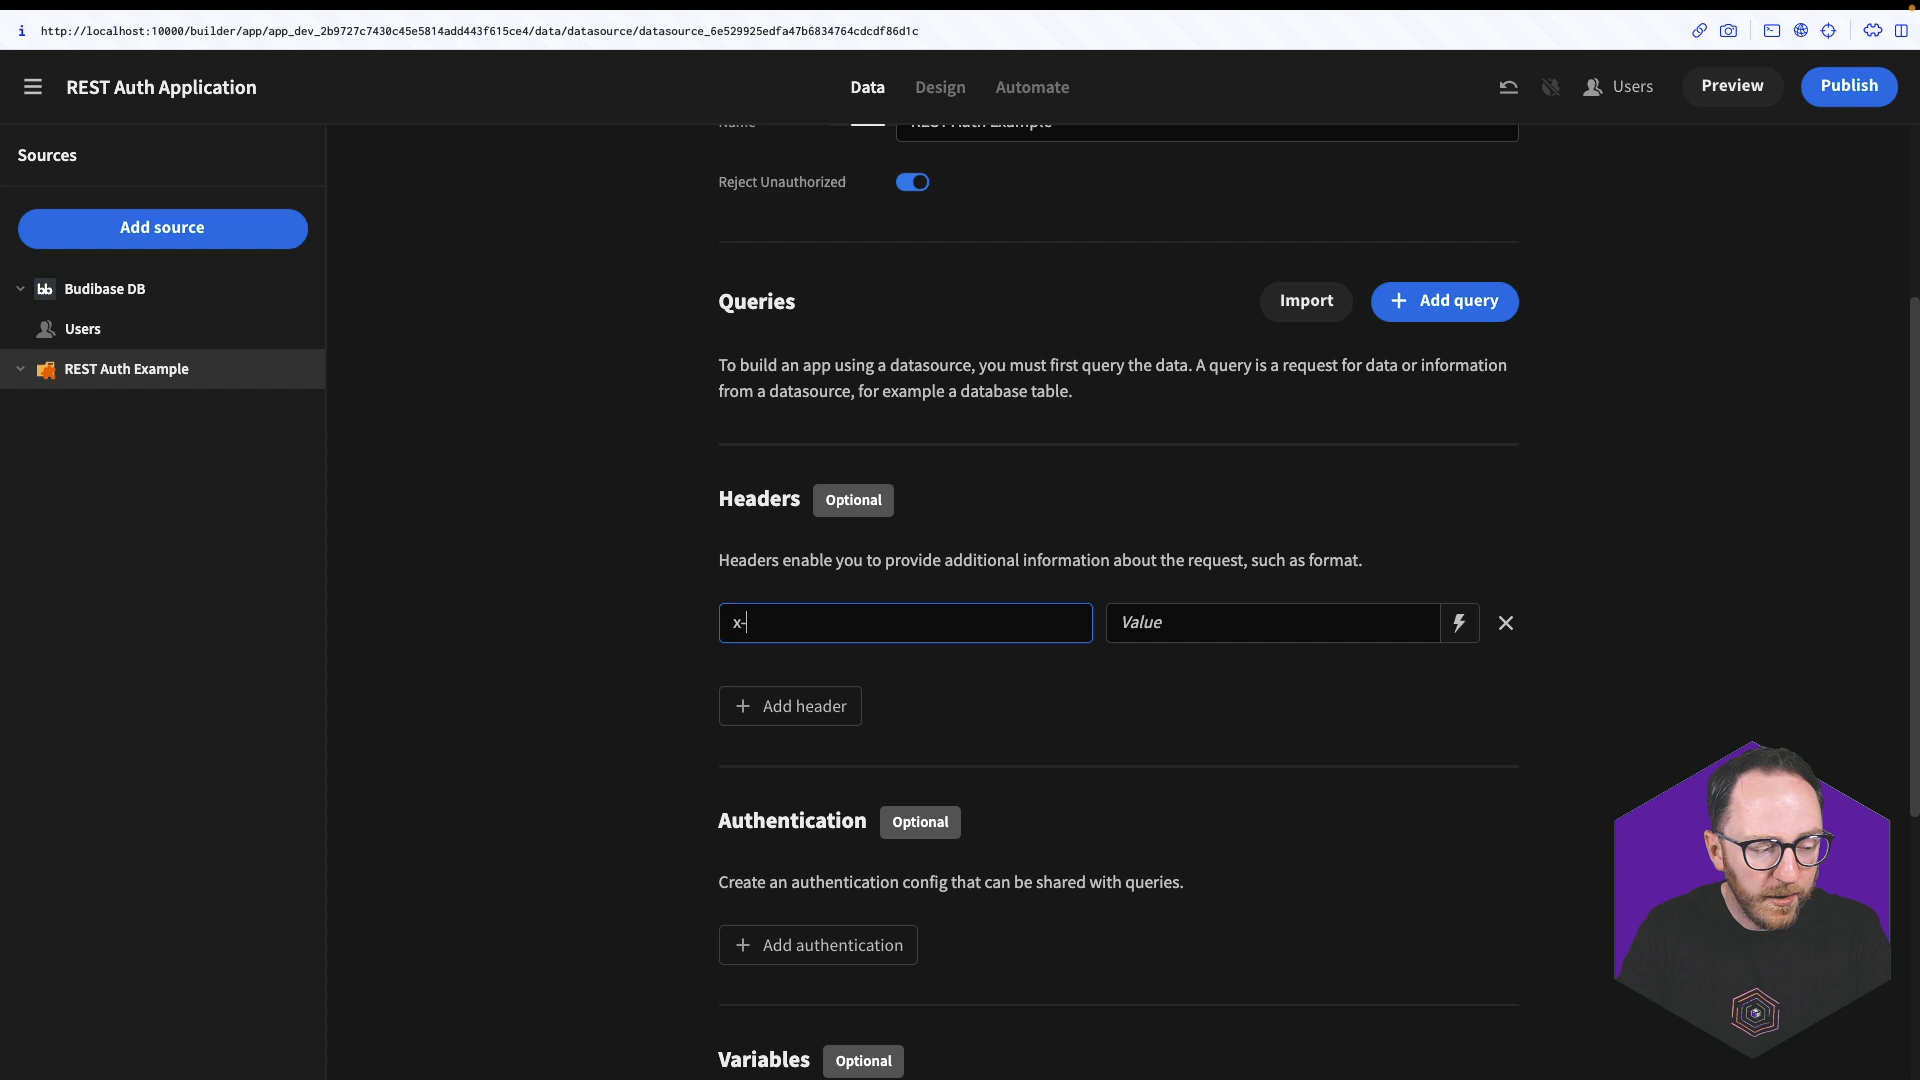 http://localhost:10000/builder/app/app_dev_2b9727c7430c45e5814add443f615ce4/data/datasource/datasource_6e529925edfa47b6834764cdcdf86d1c
REST Auth Application
Data
Design
Automate
Users
Preview
Publish
Sources
Add source
Budibase DB
Users
REST Auth Example
Name
REST Auth Example
Reject Unauthorized
Queries
Import
Add query
To build an app using a datasource, you must first query the data. A query is a request for data or information
from a datasource, for example a database table.
Headers
Optional
Headers enable you to provide additional information about the request, such as format.
x-
Value
Add header
Authentication
Optional
Create an authentication config that can be shared with queries.
Add authentication
Variables
Optional